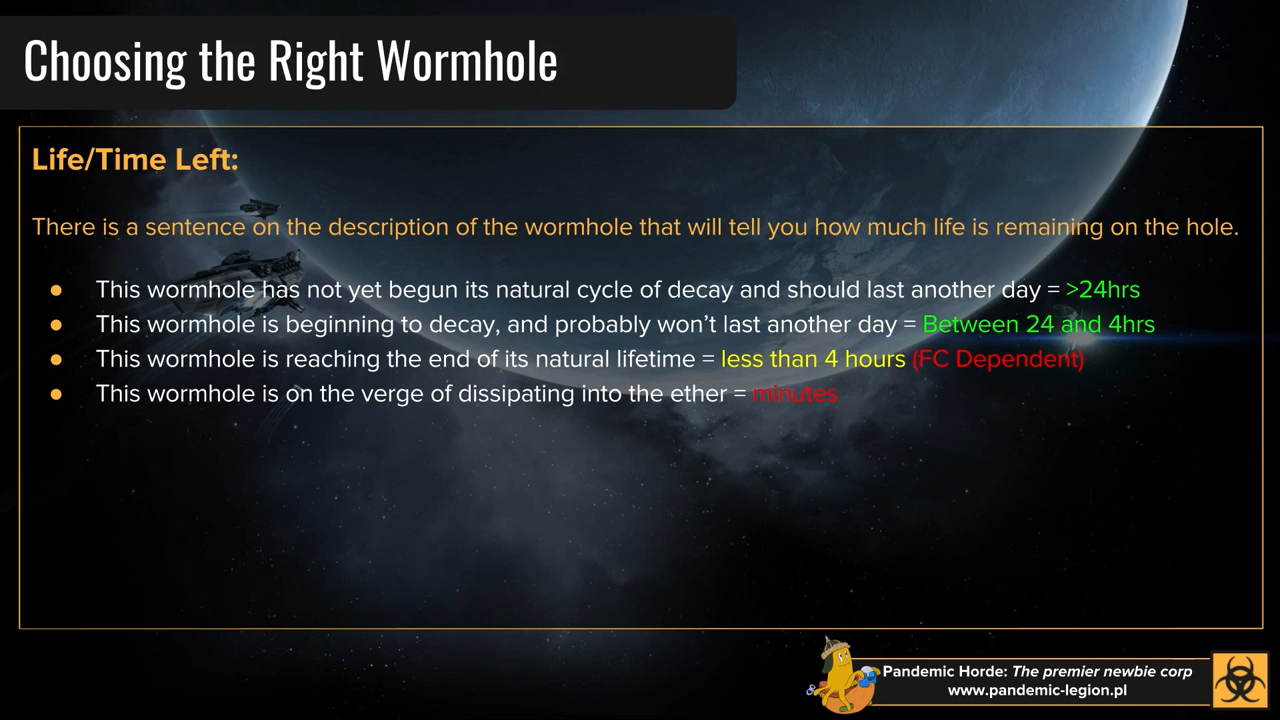 Choosing the Right Wormhole
Life/Time Left:
There is a sentence on the description of the wormhole that will tell you how much life is remaining on the hole.
● This wormhole has not yet begun its natural cycle of decay and should last another day = >24hrs
● This wormhole is beginning to decay, and probably won’t last another day = Between 24 and 4hrs
● This wormhole is reaching the end of its natural lifetime = less than 4 hours (FC Dependent)
● This wormhole is on the verge of dissipating into the ether = minutes
Pandemic Horde: The premier newbie corp
www.pandemic-legion.pl